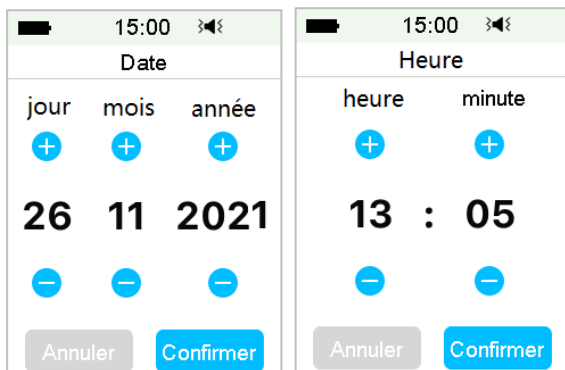 15:00
Date
jour mois année
26 11 2021
Annuler Confirmer
15:00
Heure
heure minute
13 : 05
Annuler Confirmer